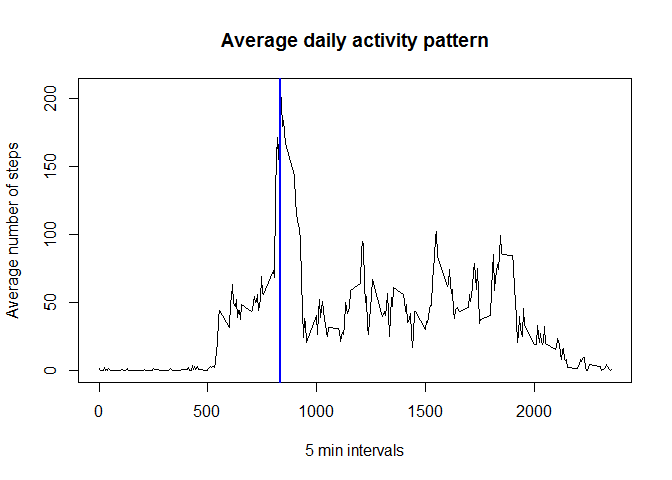 Average daily activity pattern
Average number of steps
200
150
100
50
0
0 500 1000 1500 2000
5 min intervals